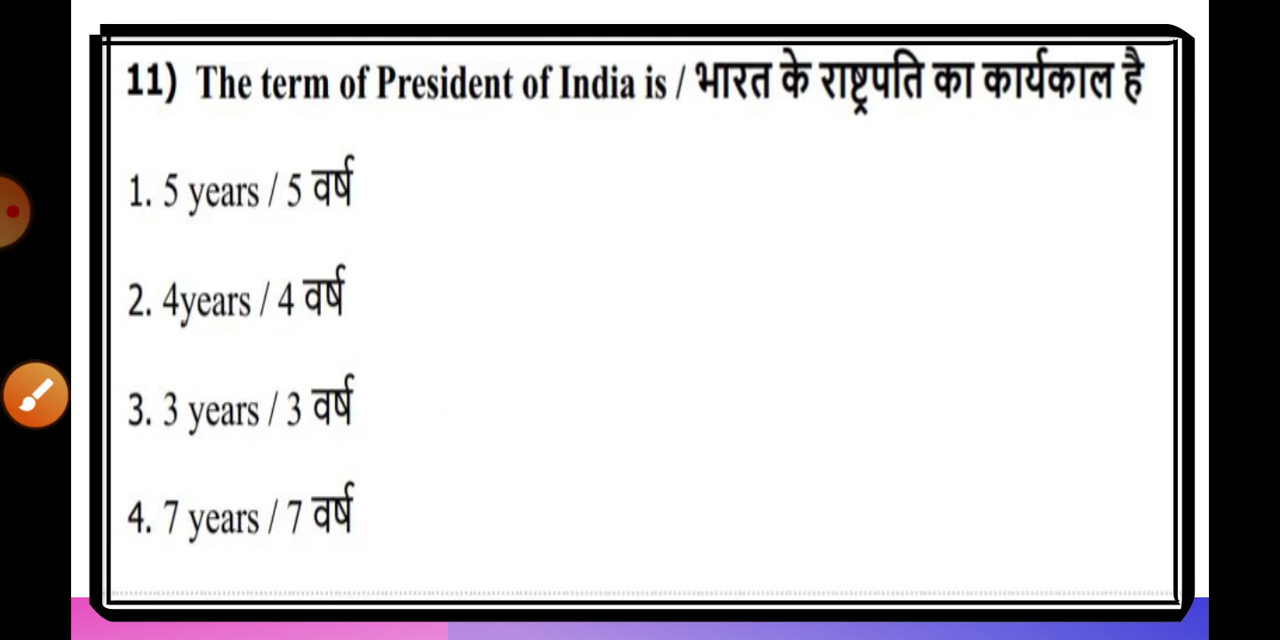 11) The term of President of India is / भारत के राष्ट्रपति का कार्यकाल है
1. 5 years / 5 वर्ष
2. 4years / 4 वर्ष
3. 3 years / 3 वर्ष
4. 7 years / 7 वर्ष